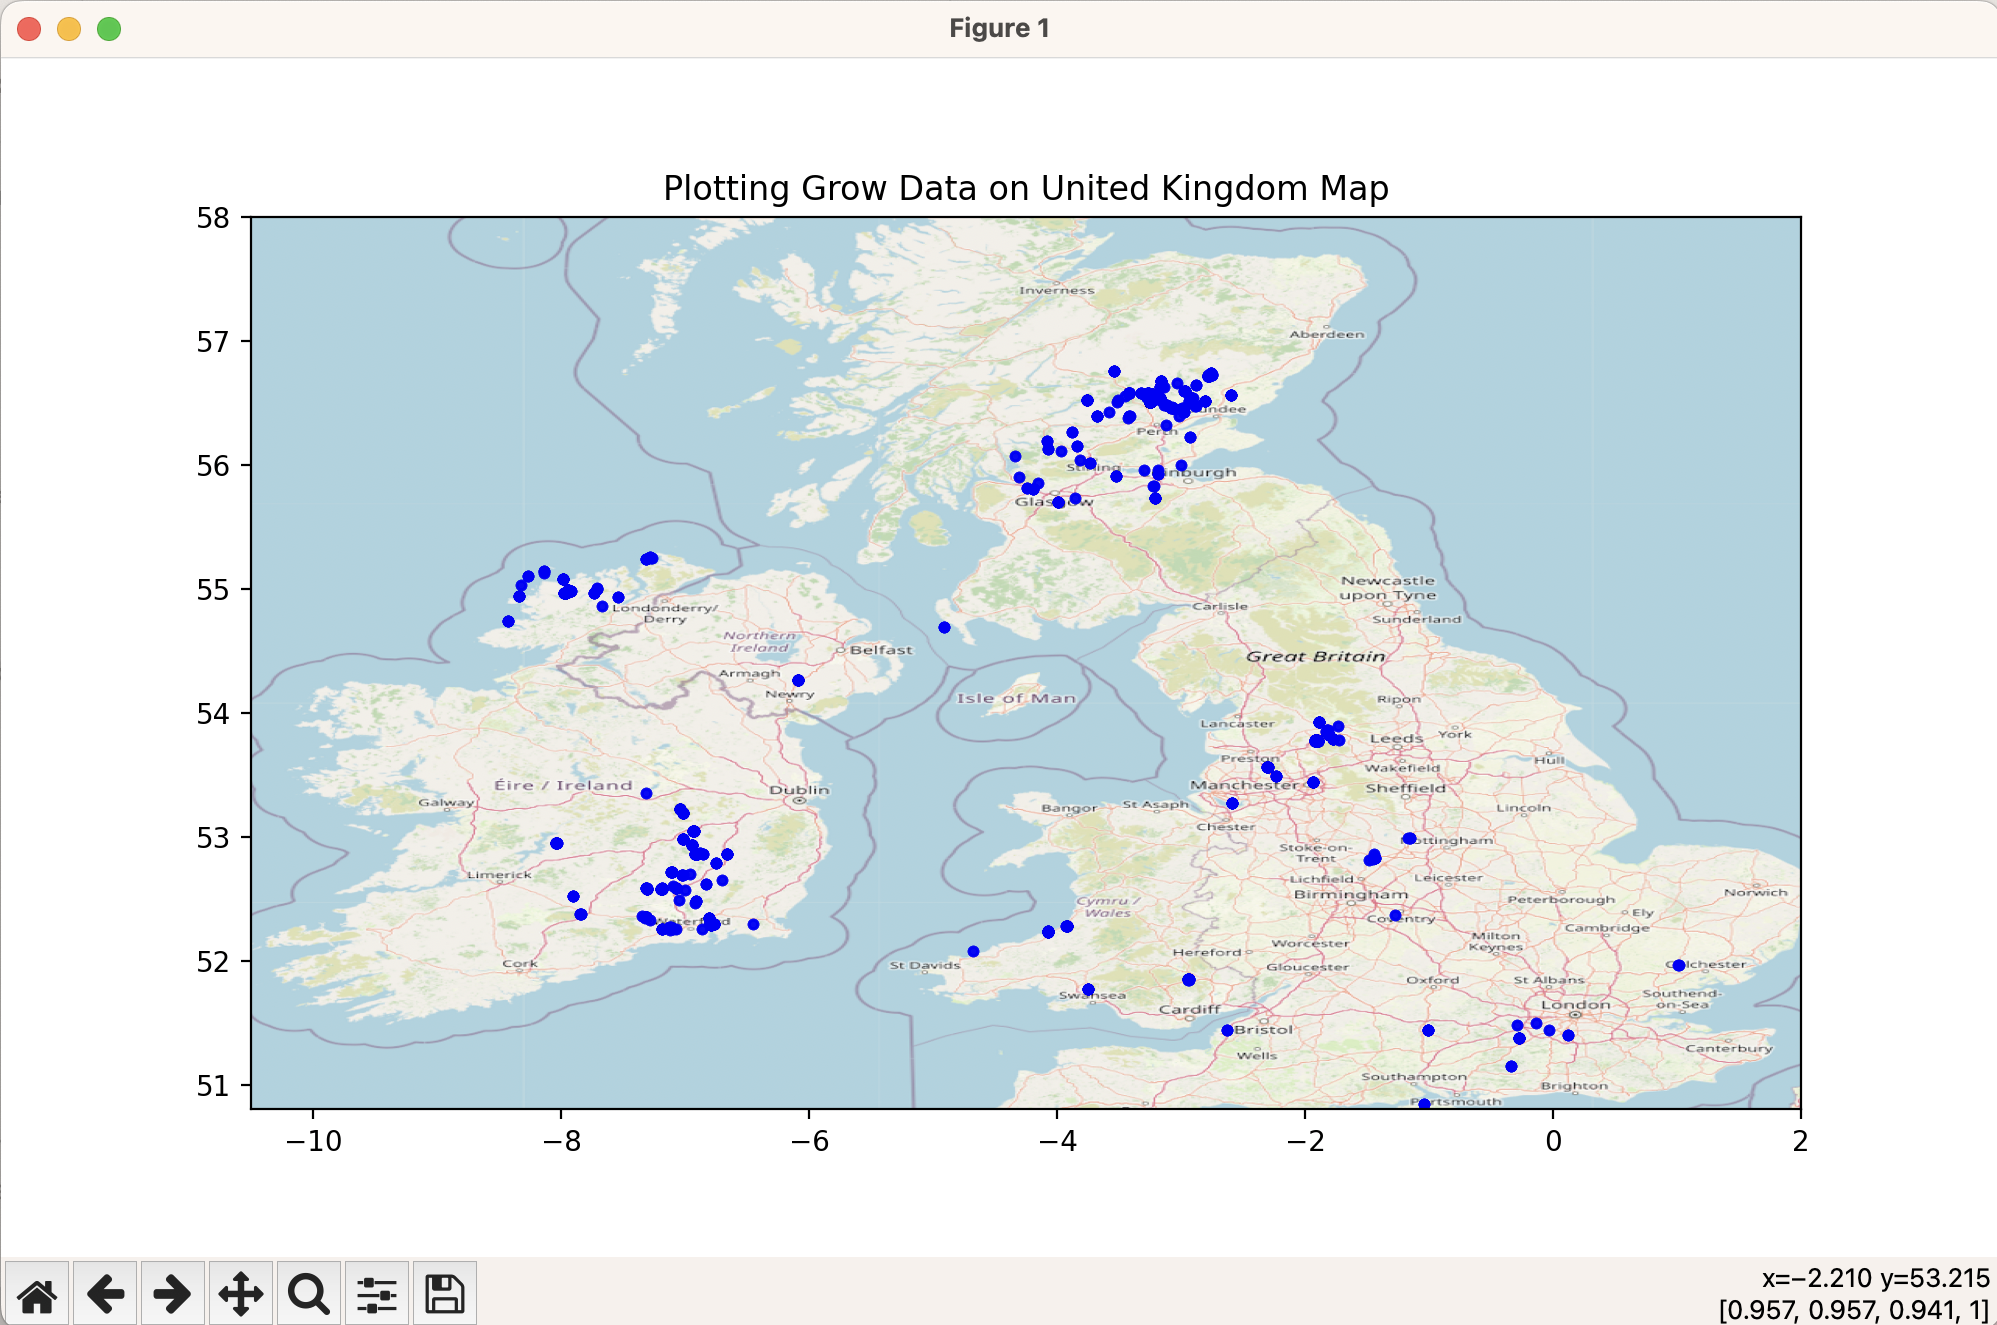 Figure 1
Plotting Grow Data on United Kingdom Map
58
57
56
55
54
53
52
51
−10
−8
−6
−4
−2
0
2
Inverness
Aberdeen
Perth
Glasgow
Londonderry/
Derry
Northern
Ireland
Belfast
Armagh
Newry
Carlisle
Newcastle
upon Tyne
Sunderland
Great Britain
Isle of Man
Ripon
Lancaster
Leeds
York
Preston
Wakefield
Hull
Manchester
Sheffield
Éire / Ireland
Dublin
Galway
Bangor
St Asaph
Lincoln
Chester
Nottingham
Stoke-on-
Trent
Limerick
Lichfield
Leicester
Birmingham
Norwich
Peterborough
Cymru /
Wales
Ely
Coventry
Cambridge
Waterford
Milton
Keynes
Worcester
Hereford
Cork
St Davids
Gloucester
Colchester
Oxford
St Albans
Swansea
Southend-
on-Sea
London
Cardiff
Bristol
Wells
Canterbury
Southampton
Brighton
Portsmouth
x=−2.210 y=53.215
[0.957, 0.957, 0.941, 1]